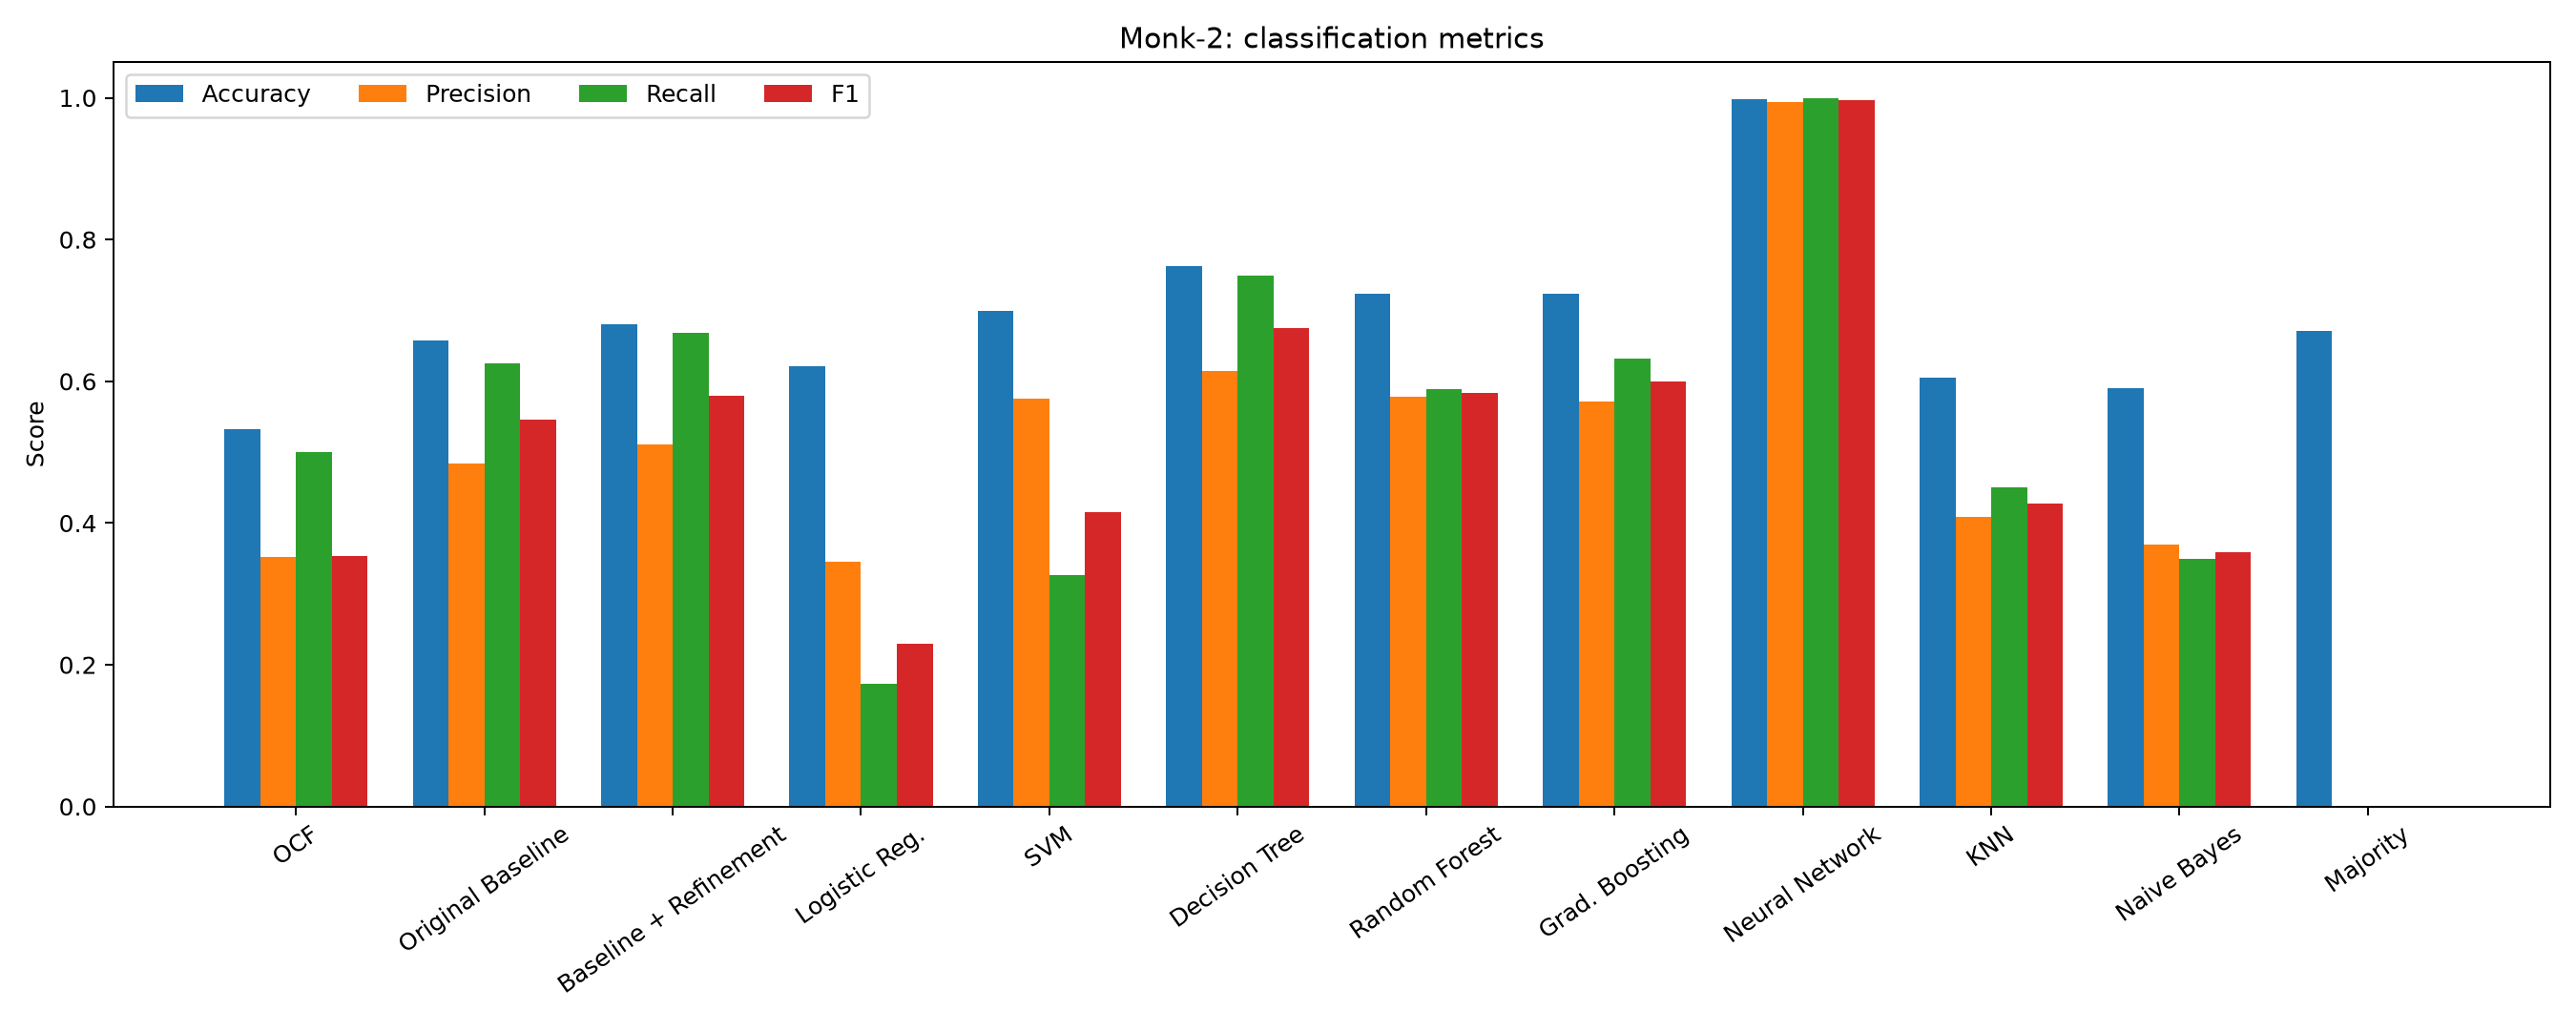 Monk-2: classification metrics
Accuracy Precision Recall F1
Score
1.0
0.8
0.6
0.4
0.2
0.0
OCF
Original Baseline
Baseline + Refinement
Logistic Reg.
SVM
Decision Tree
Random Forest
Grad. Boosting
Neural Network
KNN
Naive Bayes
Majority